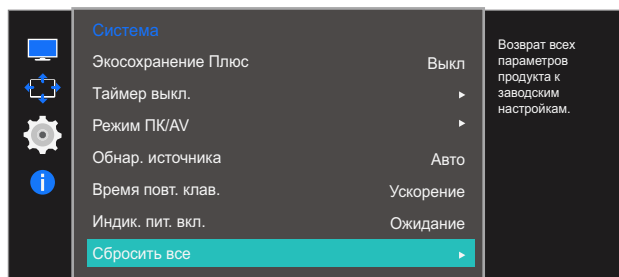 Система
Экосохранение Плюс Выкл
Таймер выкл.
Режим ПК/AV
Обнар. источника Авто
Время повт. клав. Ускорение
Индик. пит. вкл. Ожидание
Сбросить все
Возврат всех
параметров
продукта к
заводским
настройкам.